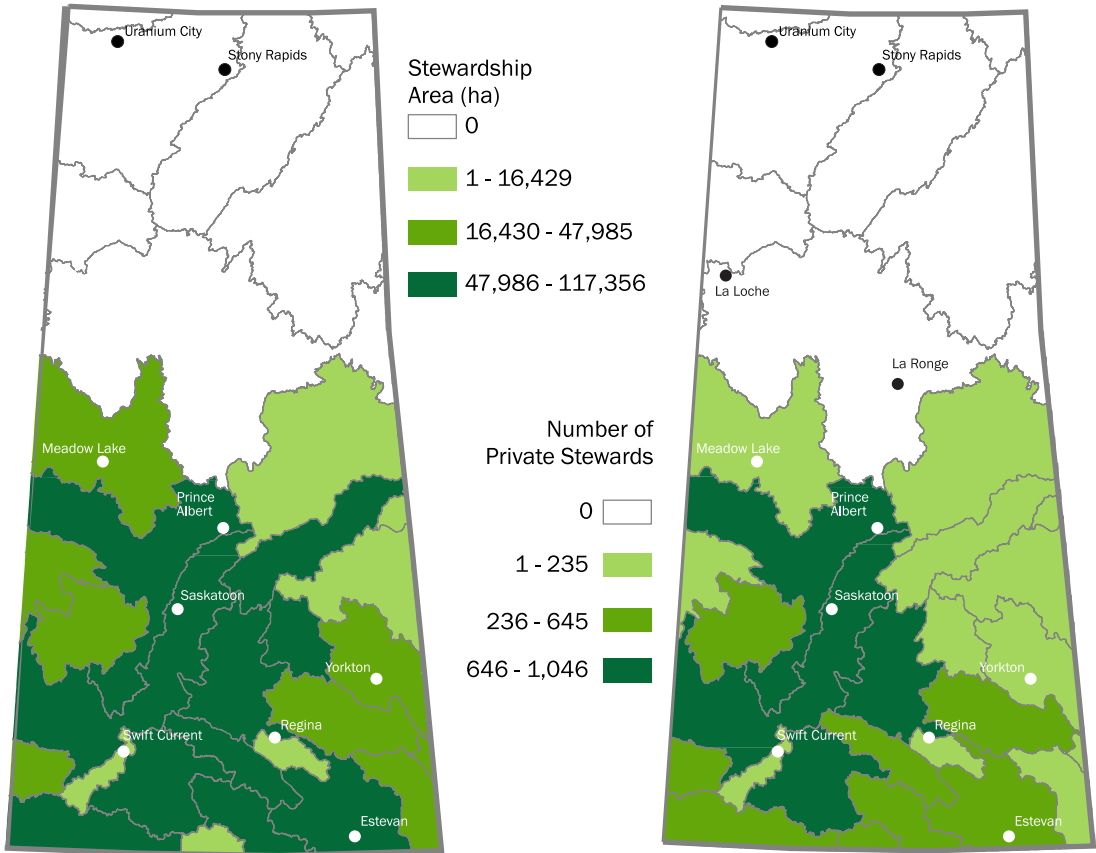 Uranium City
Stony Rapids
Stewardship
Area (ha)
0
1 - 16,429
16,430 - 47,985
47,986 - 117,356
Meadow Lake
Prince
Albert
Saskatoon
Yorkton
Swift Current
Regina
Estevan
Uranium City
Stony Rapids
La Loche
La Ronge
Number of
Private Stewards
0
1 - 235
236 - 645
646 - 1,046
Meadow Lake
Prince
Albert
Saskatoon
Yorkton
Swift Current
Regina
Estevan